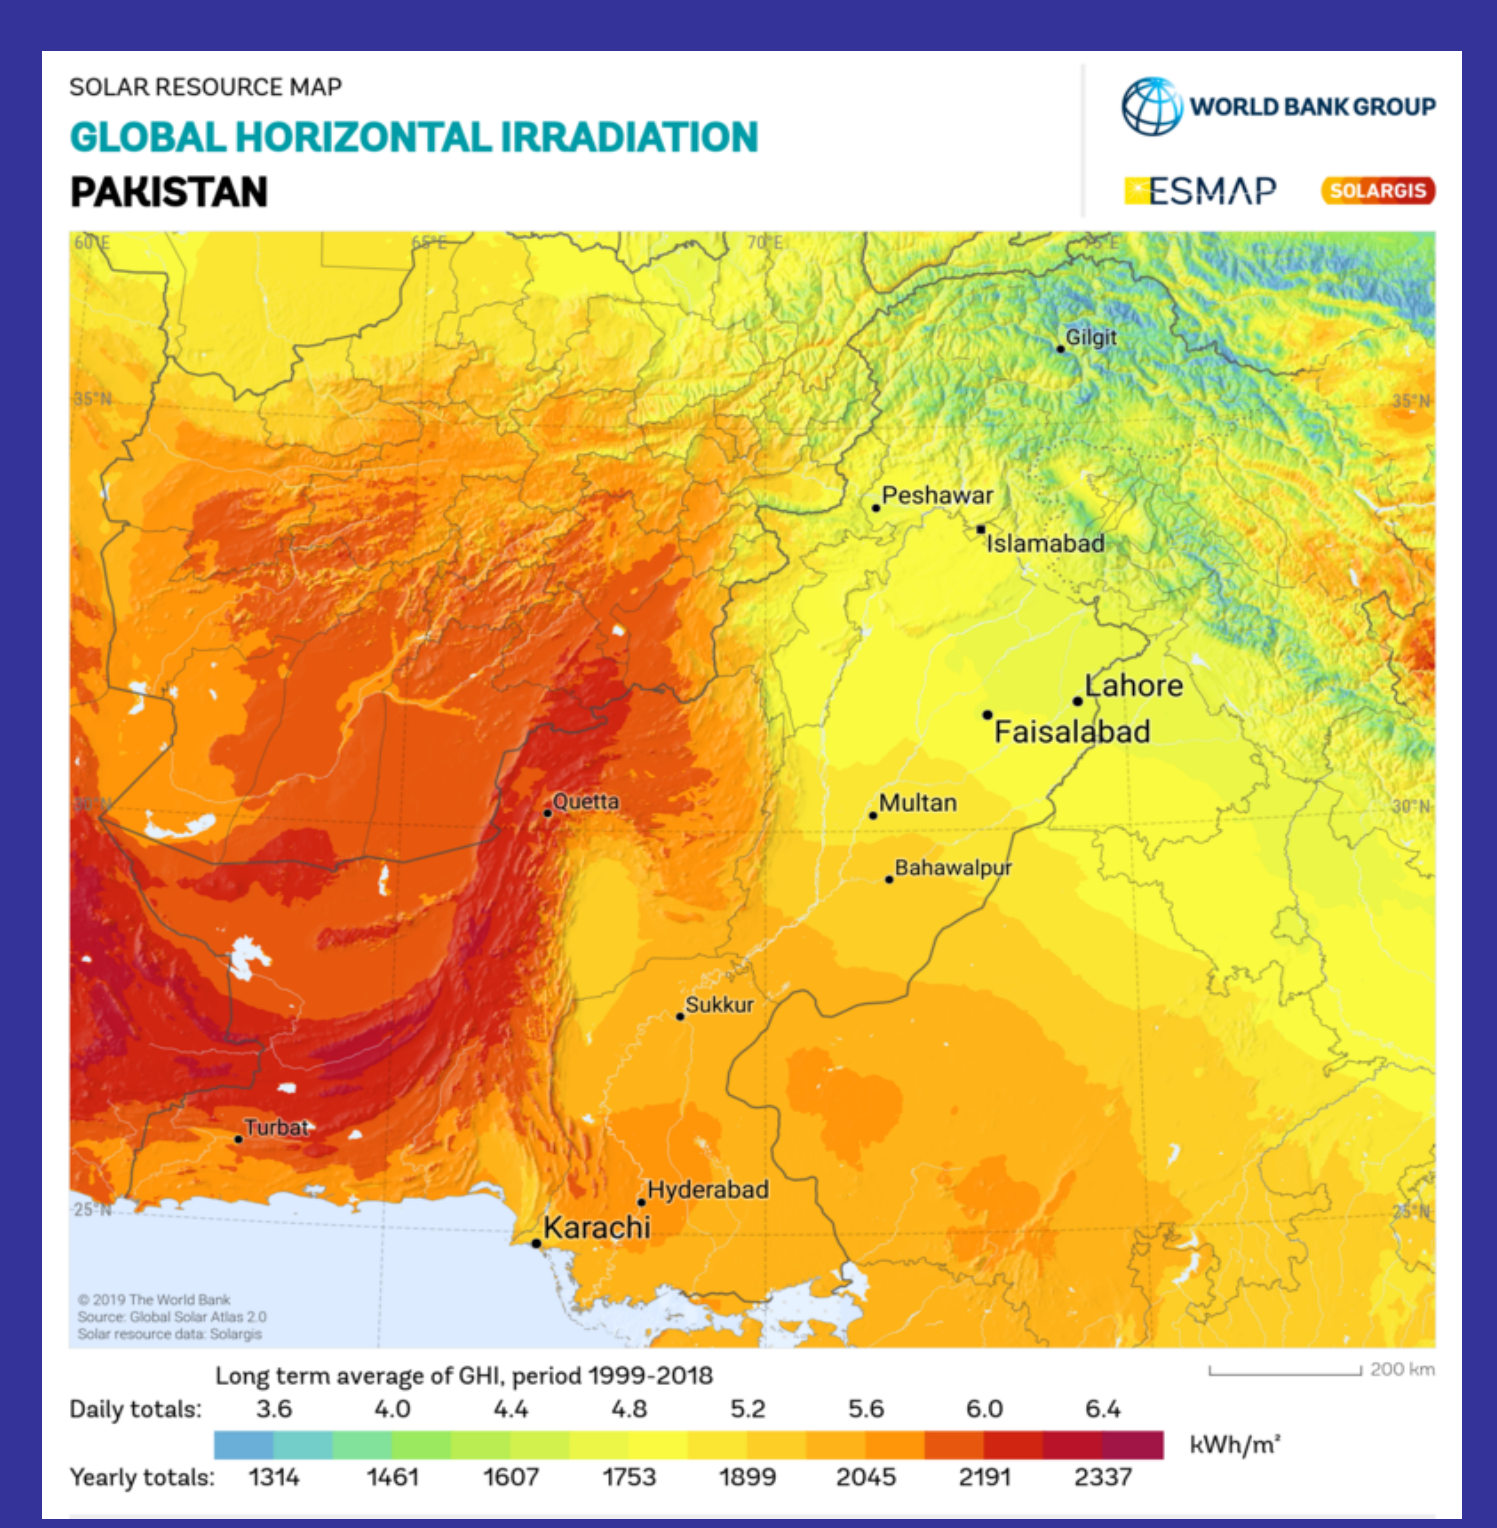 SOLAR RESOURCE MAP
GLOBAL HORIZONTAL IRRADIATION
PAKISTAN
WORLD BANK GROUP
ESMAP
SOLARGIS
60°E
65°E
70°E
75°E
Gilgit
35°N
35°N
Peshawar
Islamabad
Lahore
Faisalabad
Quetta
Multan
30°N
30°N
Bahawalpur
Sukkur
Turbat
Hyderabad
Karachi
25°N
25°N
© 2019 The World Bank
Source: Global Solar Atlas 2.0
Solar resource data: Solargis
Long term average of GHI, period 1999-2018
200 km
Daily totals: 3.6 4.0 4.4 4.8 5.2 5.6 6.0 6.4
kWh/m²
Yearly totals: 1314 1461 1607 1753 1899 2045 2191 2337